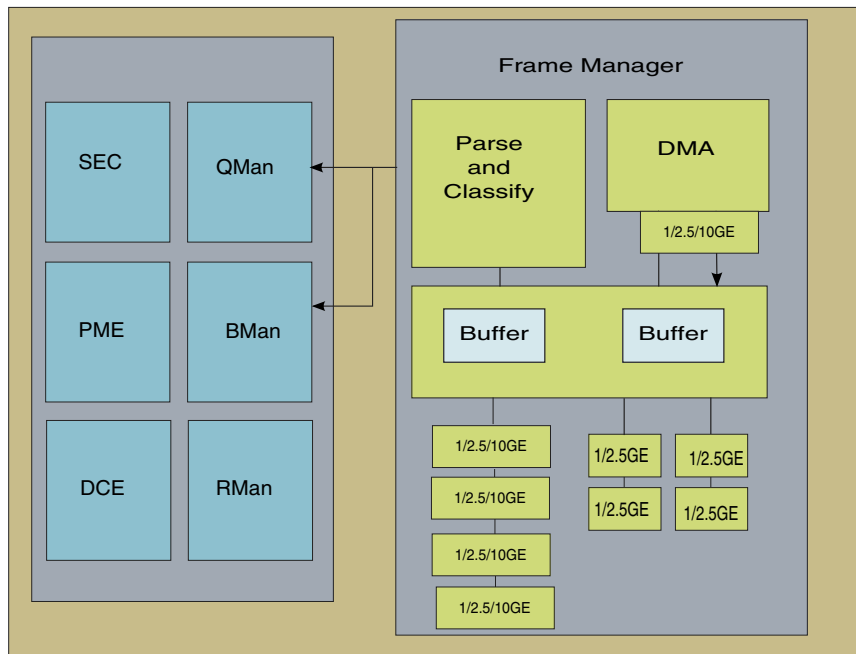 SEC
QMan
PME
BMan
DCE
RMan
Frame Manager
Parse
and
Classify
DMA
1/2.5/10GE
Buffer
Buffer
1/2.5/10GE
1/2.5/10GE
1/2.5/10GE
1/2.5/10GE
1/2.5GE
1/2.5GE
1/2.5GE
1/2.5GE